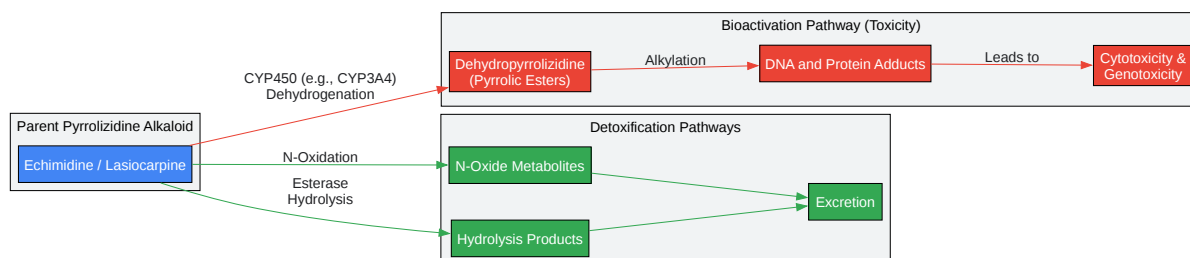 Bioactivation Pathway (Toxicity)
Dehydropyrrolizidine
(Pyrrolic Esters)
Alkylation
DNA and Protein Adducts
Leads to
Cytotoxicity &
Genotoxicity
CYP450 (e.g., CYP3A4)
Dehydrogenation
Parent Pyrrolizidine Alkaloid
Echimidine / Lasiocarpine
Detoxification Pathways
N-Oxidation
N-Oxide Metabolites
Esterase
Hydrolysis
Excretion
Hydrolysis Products